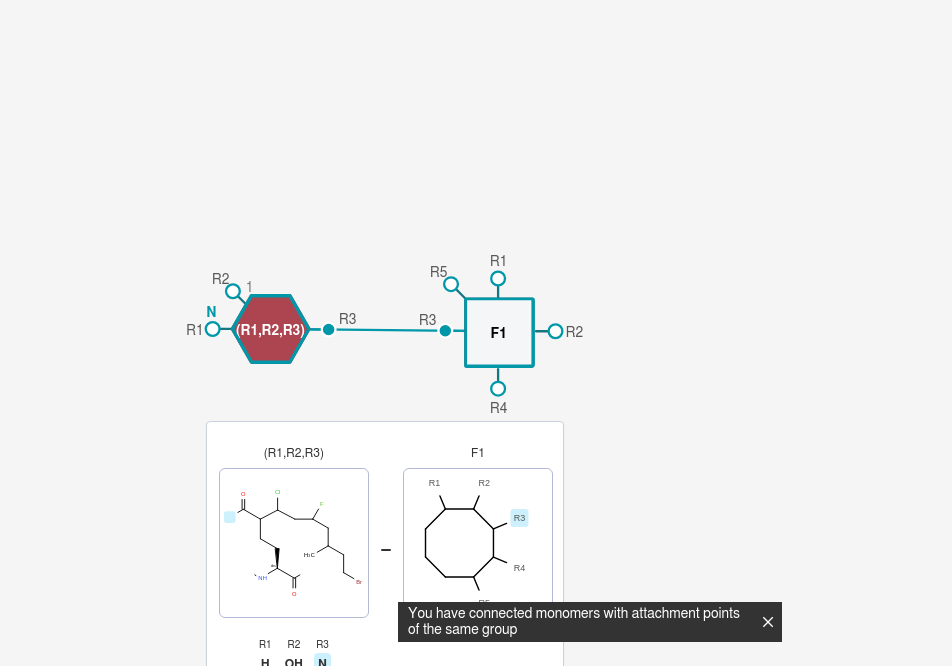 R1
R5
R2
1
N
R3
R3
R1
(R1,R2,R3)
F1
R2
R4
(R1,R2,R3)
F1
R1
R2
O
Cl
F
R3
H₃C
R4
NH
Br
O
You have connected monomers with attachment points
of the same group
R1 R2 R3
H OH N